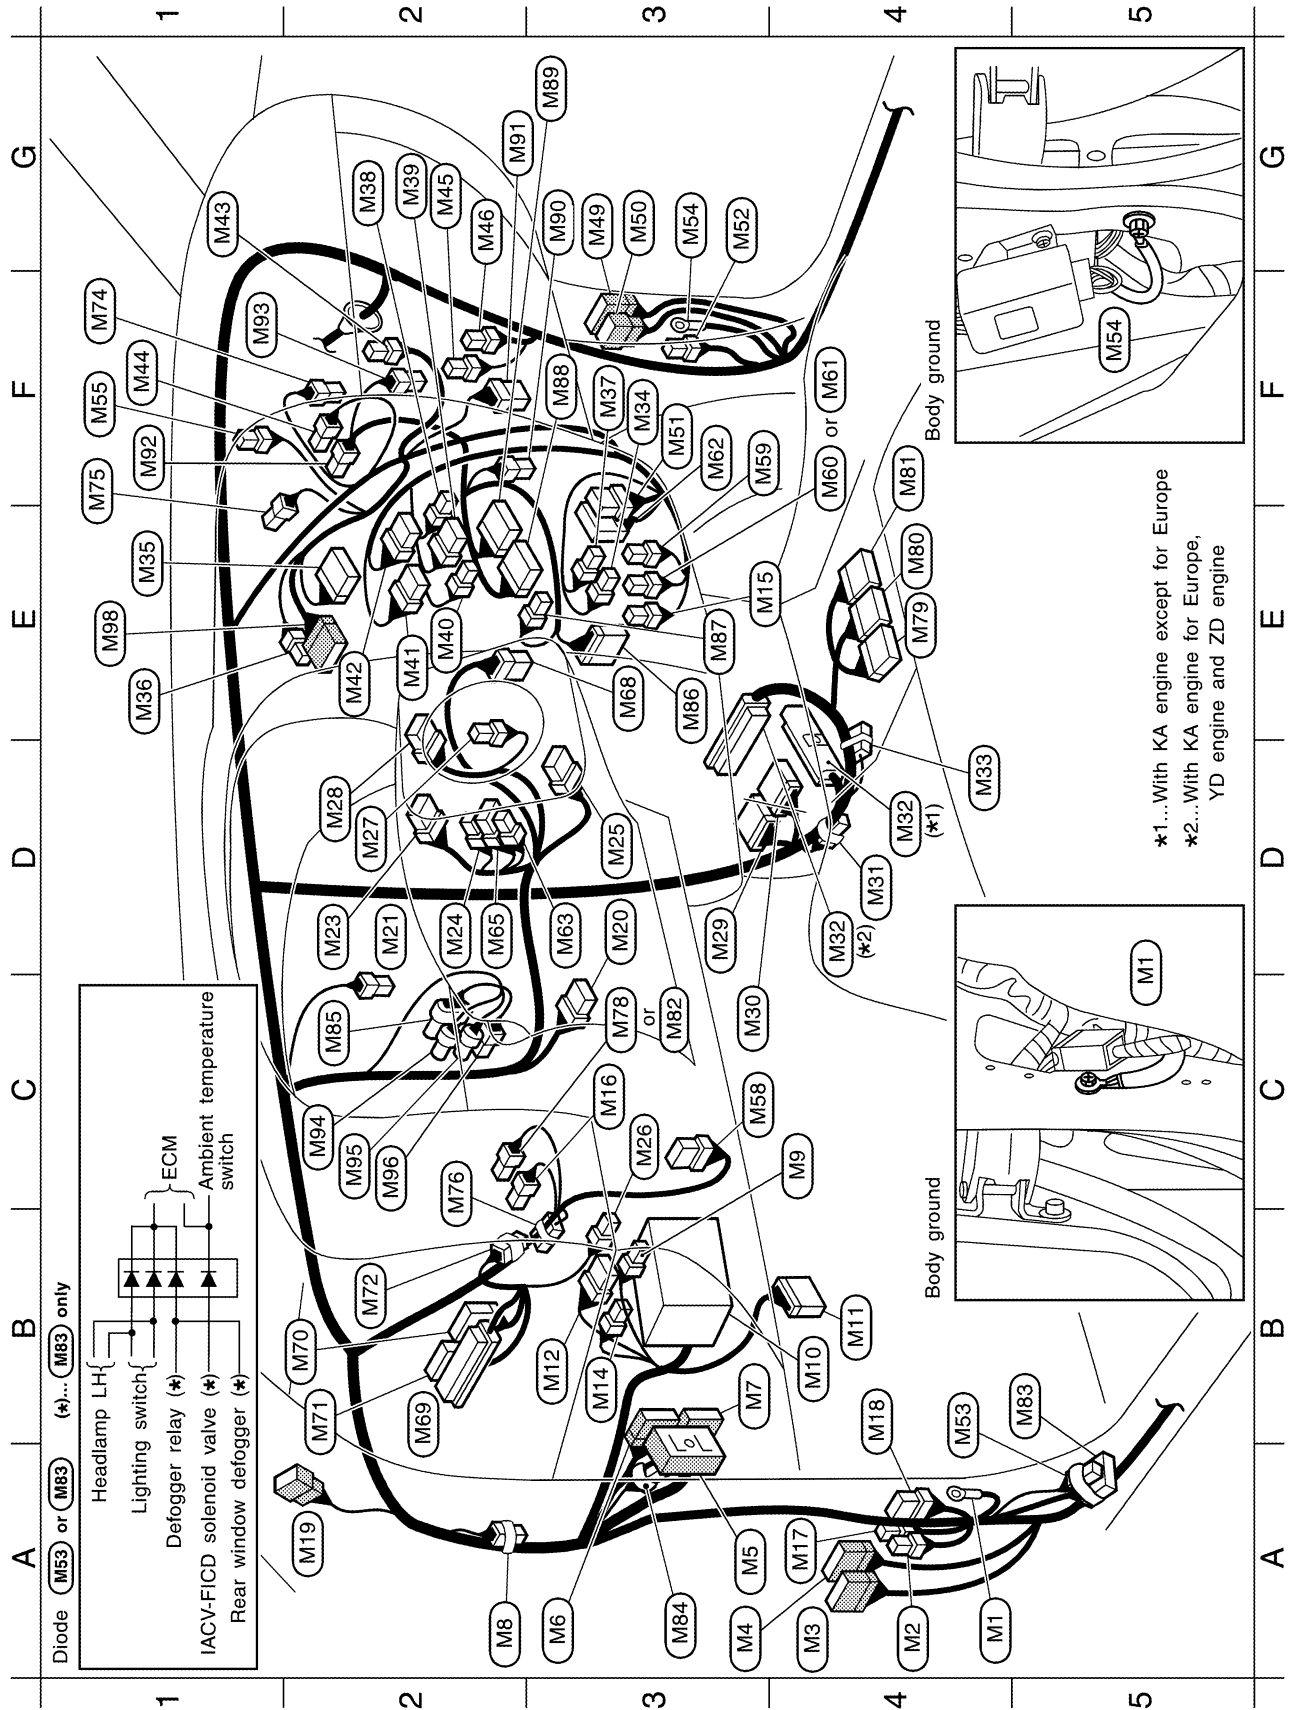 A B C D E F G
1
2
3
4
5
Diode M53 or M83 (*)... M83 only
Headlamp LH
Lighting switch
Defogger relay (*)
IACV-FICD solenoid valve (*)
Rear window defogger (*)
ECM
Ambient temperature
switch
M19
M8
M6
M84
M5
M4
M3
M17
M2
M1
M71
M70
M69
M72
M12
M14
M7
M10
M11
M18
M53
M83
M94
M95
M96
M76
M16
M26
M58
M9
M85
M78
or
M82
M20
M23
M21
M24
M65
M63
M29
M30
M32
(*2)
M31
M32
(*1)
M33
M28
M27
M25
M36
M98
M35
M42
M41
M40
M68
M86
M87
M15
M79
M80
M81
M75
M92
M55
M44
M74
M93
M43
M38
M39
M45
M46
M91
M89
M90
M49
M50
M54
M52
M88
M37
M34
M51
M62
M59
M60 or M61
Body ground
M1
Body ground
M54
*1...With KA engine except for Europe
*2...With KA engine for Europe,
YD engine and ZD engine
1
2
3
4
5
A B C D E F G